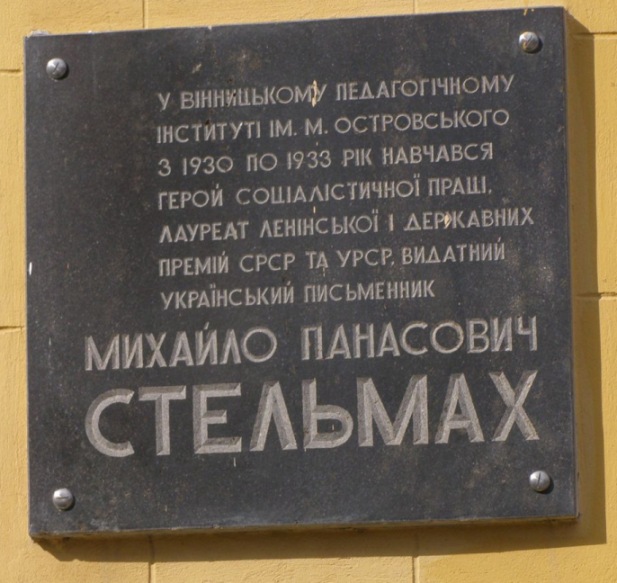 У ВІННИЦЬКОМУ ПЕДАГОГІЧНОМУ
ІНСТИТУТІ ІМ. М. ОСТРОВСЬКОГО
З 1930 ПО 1933 РІК НАВЧАВСЯ
ГЕРОЙ СОЦІАЛІСТИЧНОЇ ПРАЦІ,
ЛАУРЕАТ ЛЕНІНСЬКОЇ І ДЕРЖАВНИХ
ПРЕМІЙ СРСР ТА УРСР, ВИДАТНИЙ
УКРАЇНСЬКИЙ ПИСЬМЕННИК
МИХАЙЛО ПАНАСОВИЧ
СТЕЛЬМАХ